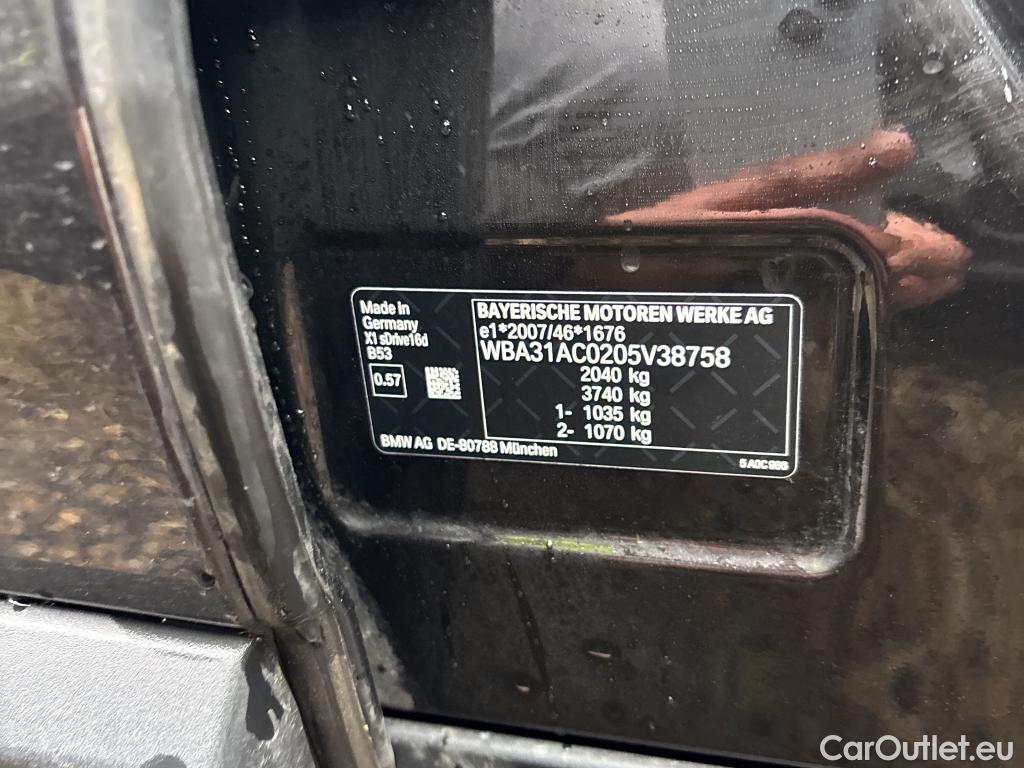 Made in
Germany
X1 sDrive16d
B53
0.57
BAYERISCHE MOTOREN WERKE AG
e1*2007/46*1676
WBA31AC0205V38758
2040 kg
3740 kg
1- 1035 kg
2- 1070 kg
BMW AG DE-80788 München
5A0C986
CarOutlet.eu